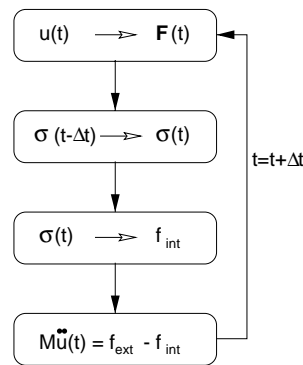 u(t) → F(t)
σ(t-Δt) → σ(t)
t=t+Δt
σ(t) → f_int
Mü(t) = f_ext - f_int